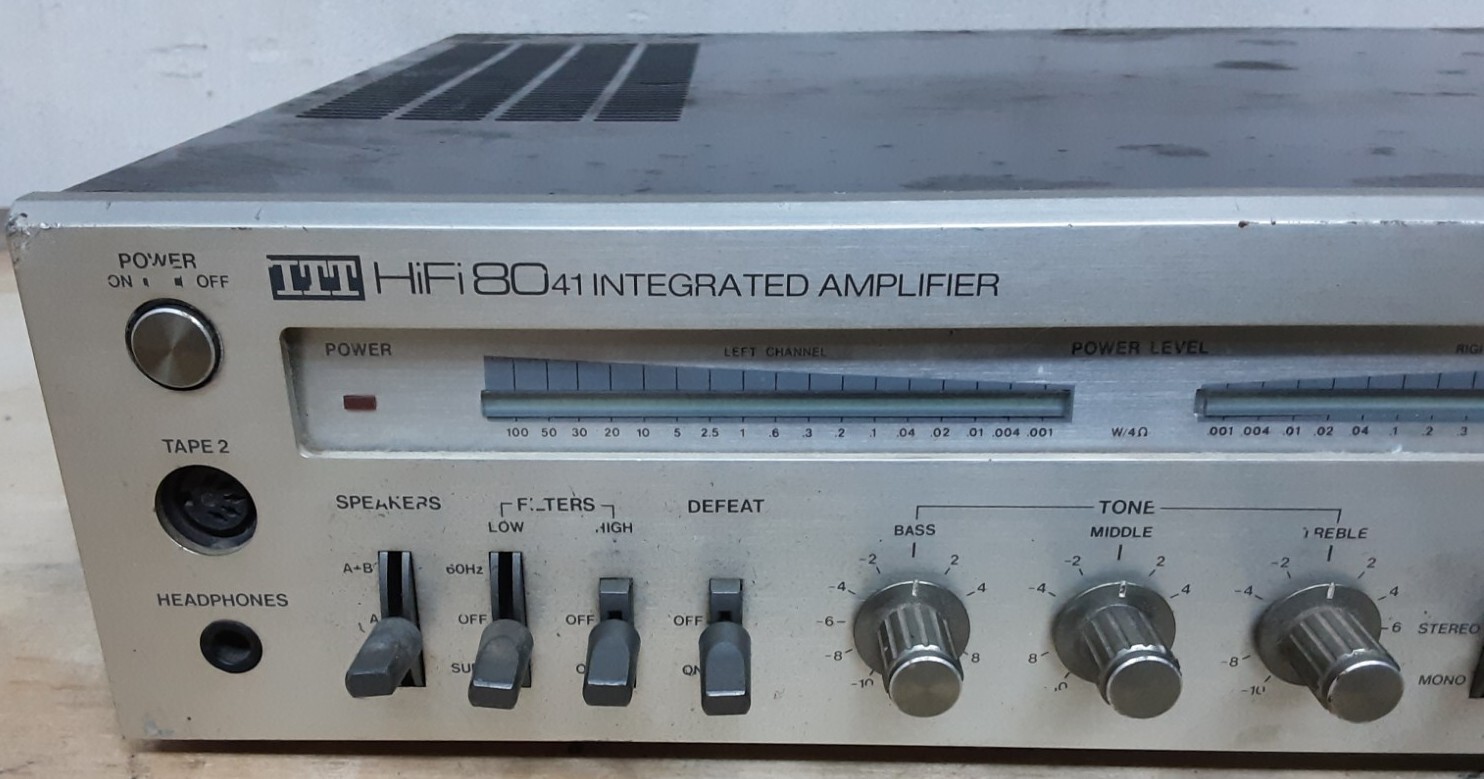 POWER
ON OFF
ITT HiFi 8041 INTEGRATED AMPLIFIER
POWER
LEFT CHANNEL
POWER LEVEL
100 50 30 20 10 5 2.5 1 .6 .3 .2 .1 .04 .02 .01 .004 .001
W/4Ω
.001 .004 .01 .02 04 .1 .2 .3
TAPE 2
HEADPHONES
SPEAKERS
A+B
A
FILTERS
LOW
HIGH
60Hz
OFF
OFF
DEFEAT
OFF
ON
TONE
BASS
MIDDLE
TREBLE
-2 2
-4 4
-6
-8 8
-10
-2 2
-4 4
8
-2 2
-4 4
6
-8
-10
STEREO
MONO